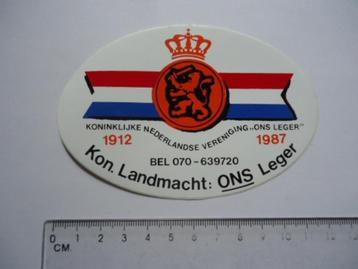 KONINKLIJKE NEDERLANDSE VERENIGING „ONS LEGER"
1912 1987
BEL 070-639720
Kon. Landmacht: ONS Leger
0 1 2 3 4 5 6 7 8 9 10 11 12 13
CM